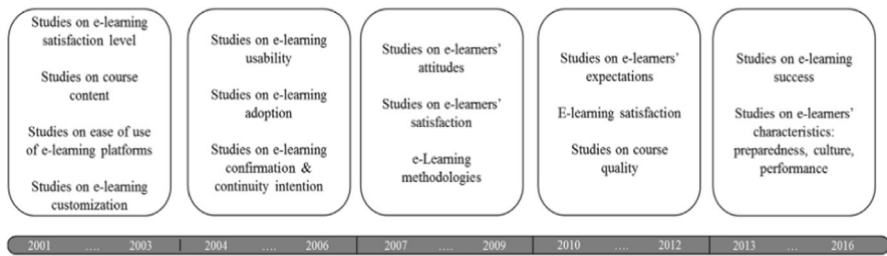 Studies on e-learning
satisfaction level
Studies on course
content
Studies on ease of use
of e-learning platforms
Studies on e-learning
customization
Studies on e-learning
usability
Studies on e-learning
adoption
Studies on e-learning
confirmation &
continuity intention
Studies on e-learners’
attitudes
Studies on e-learners’
satisfaction
e-Learning
methodologies
Studies on e-learners’
expectations
E-learning satisfaction
Studies on course
quality
Studies on e-learning
success
Studies on e-learners’
characteristics:
preparedness, culture,
performance
2001 …. 2003 | 2004 …. 2006 | 2007 …. 2009 | 2010 …. 2012 | 2013 … 2016